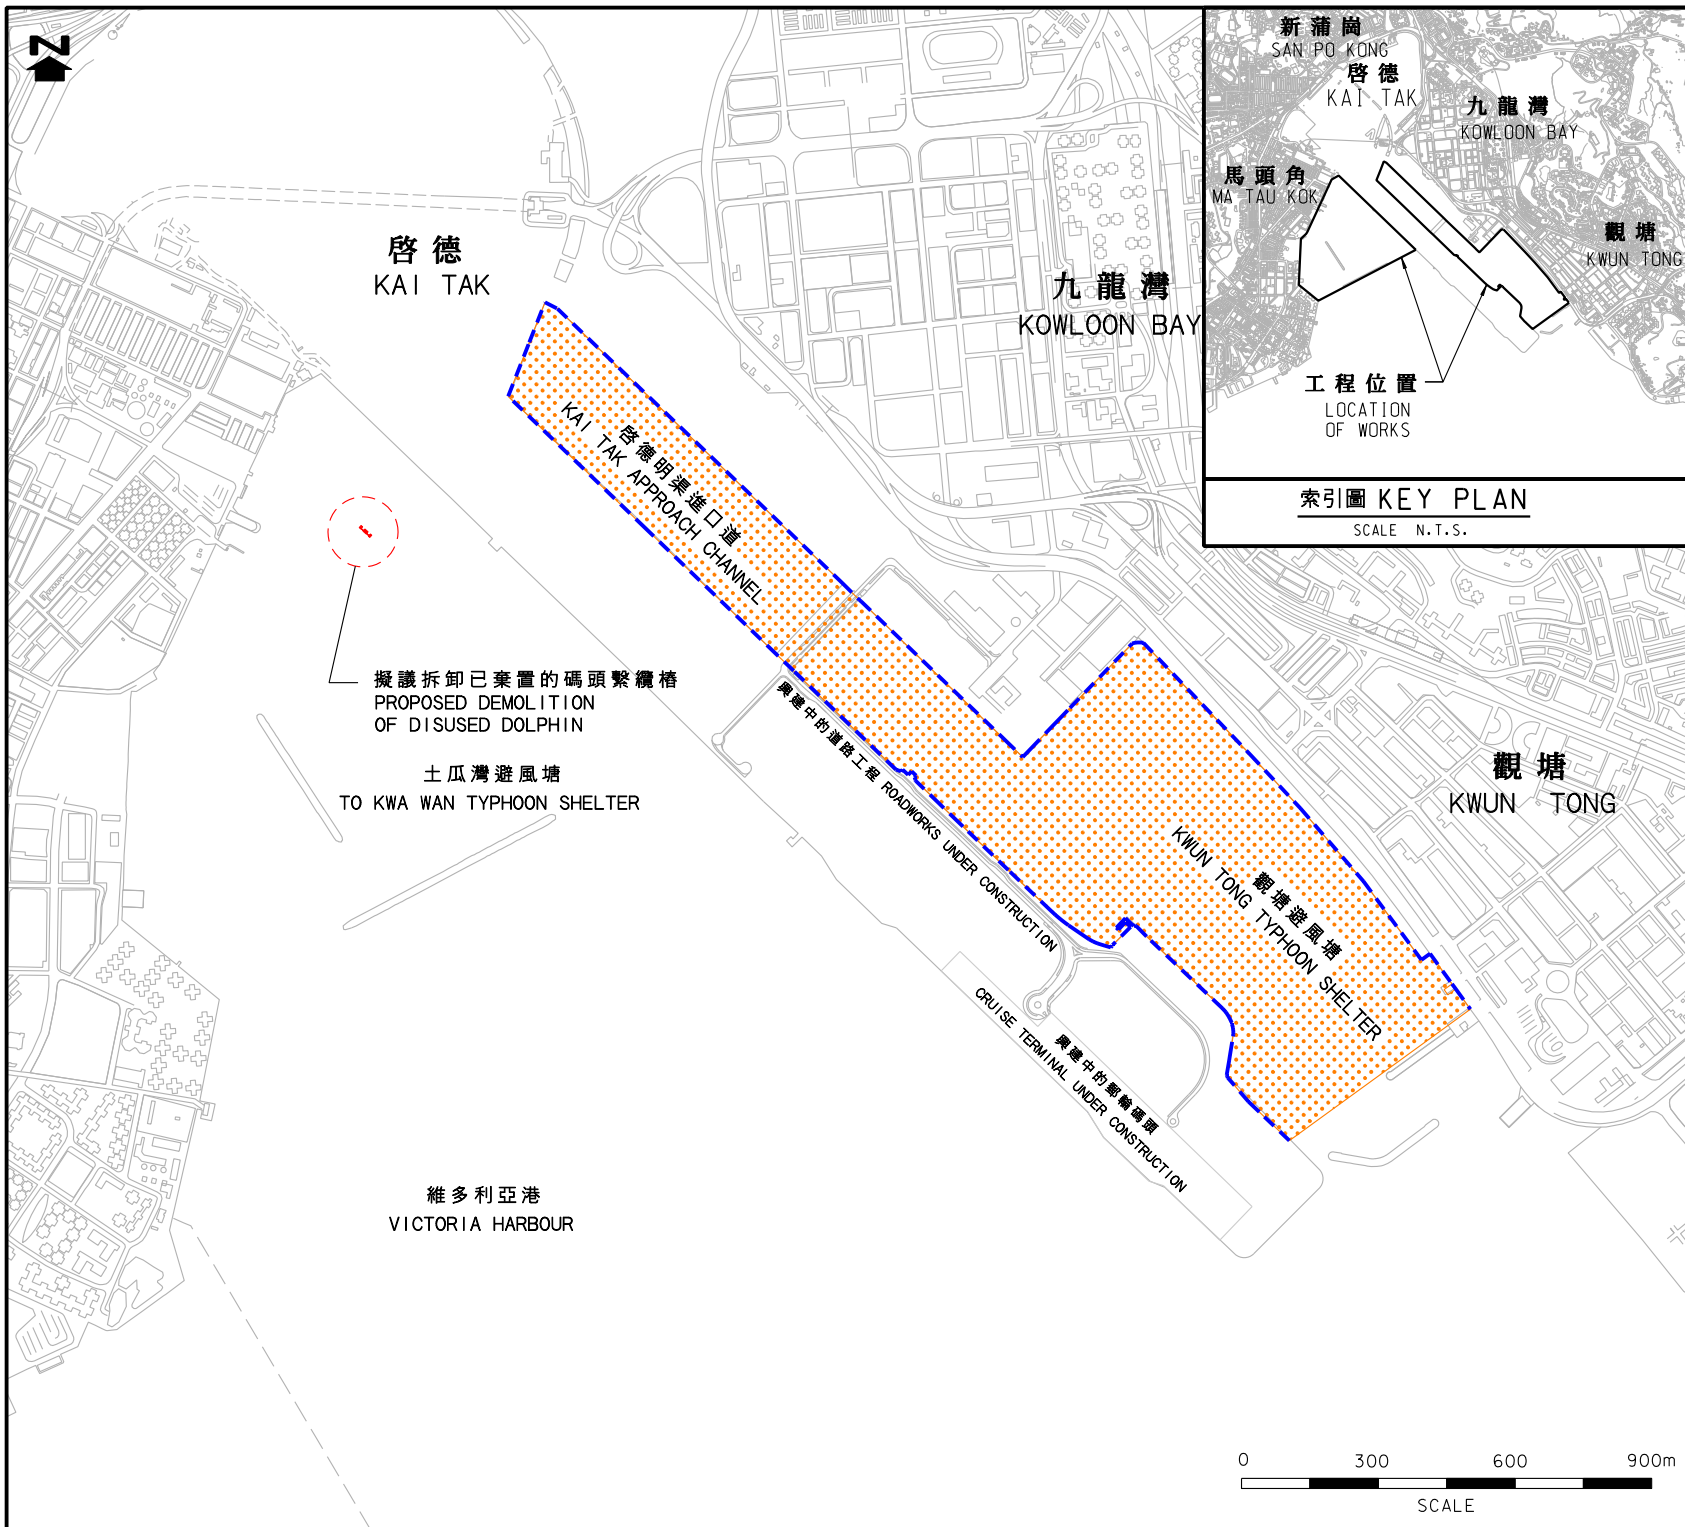 N
啓德
KAI TAK
九龍灣
KOWLOON BAY
啓德明渠進口道
KAI TAK APPROACH CHANNEL
擬議拆卸已棄置的碼頭繫纜樁
PROPOSED DEMOLITION
OF DISUSED DOLPHIN
土瓜灣避風塘
TO KWA WAN TYPHOON SHELTER
興建中的道路工程 ROADWORKS UNDER CONSTRUCTION
觀塘
KWUN TONG
觀塘避風塘
KWUN TONG TYPHOON SHELTER
興建中的郵輪碼頭
CRUISE TERMINAL UNDER CONSTRUCTION
維多利亞港
VICTORIA HARBOUR
新蒲崗
SAN PO KONG
啓德
KAI TAK
九龍灣
KOWLOON BAY
馬頭角
MA TAU KOK
觀塘
KWUN TONG
工程位置
LOCATION
OF WORKS
索引圖 KEY PLAN
SCALE N.T.S.
0 300 600 900m
SCALE